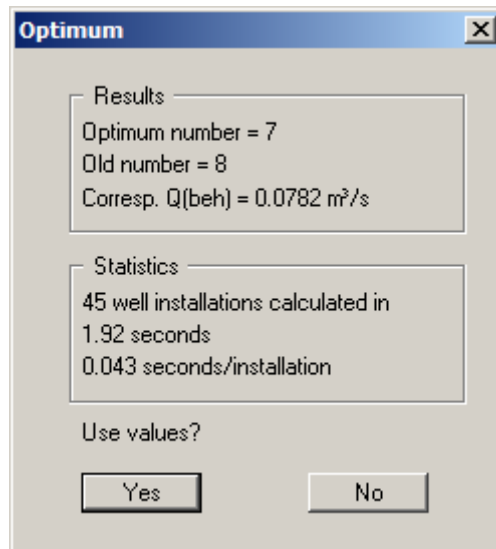 Optimum
Results
Optimum number = 7
Old number = 8
Corresp. Q(beh) = 0.0782 m³/s
Statistics
45 well installations calculated in
1.92 seconds
0.043 seconds/installation
Use values?
Yes
No